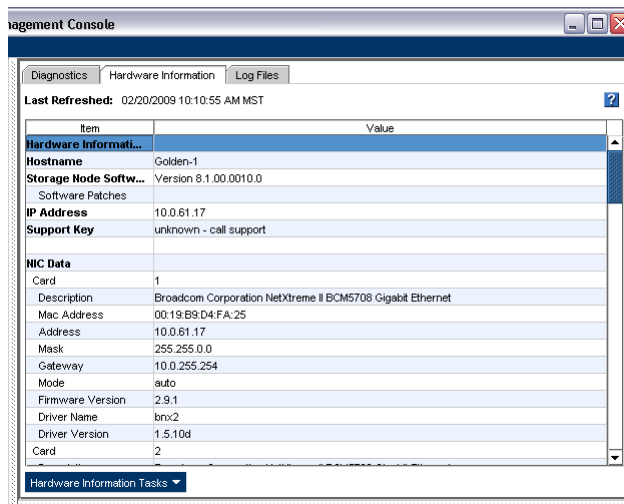 nagement Console
Diagnostics Hardware Information Log Files
Last Refreshed: 02/20/2009 10:10:55 AM MST
?
Item Value
Hardware Informati...
Hostname Golden-1
Storage Node Softw... Version 8.1.00.0010.0
Software Patches
IP Address 10.0.61.17
Support Key unknown - call support
NIC Data
Card 1
Description Broadcom Corporation NetXtreme II BCM5708 Gigabit Ethernet
Mac Address 00:19:B9:D4:FA:25
Address 10.0.61.17
Mask 255.255.0.0
Gateway 10.0.255.254
Mode auto
Firmware Version 2.9.1
Driver Name bnx2
Driver Version 1.5.10d
Card 2
Hardware Information Tasks